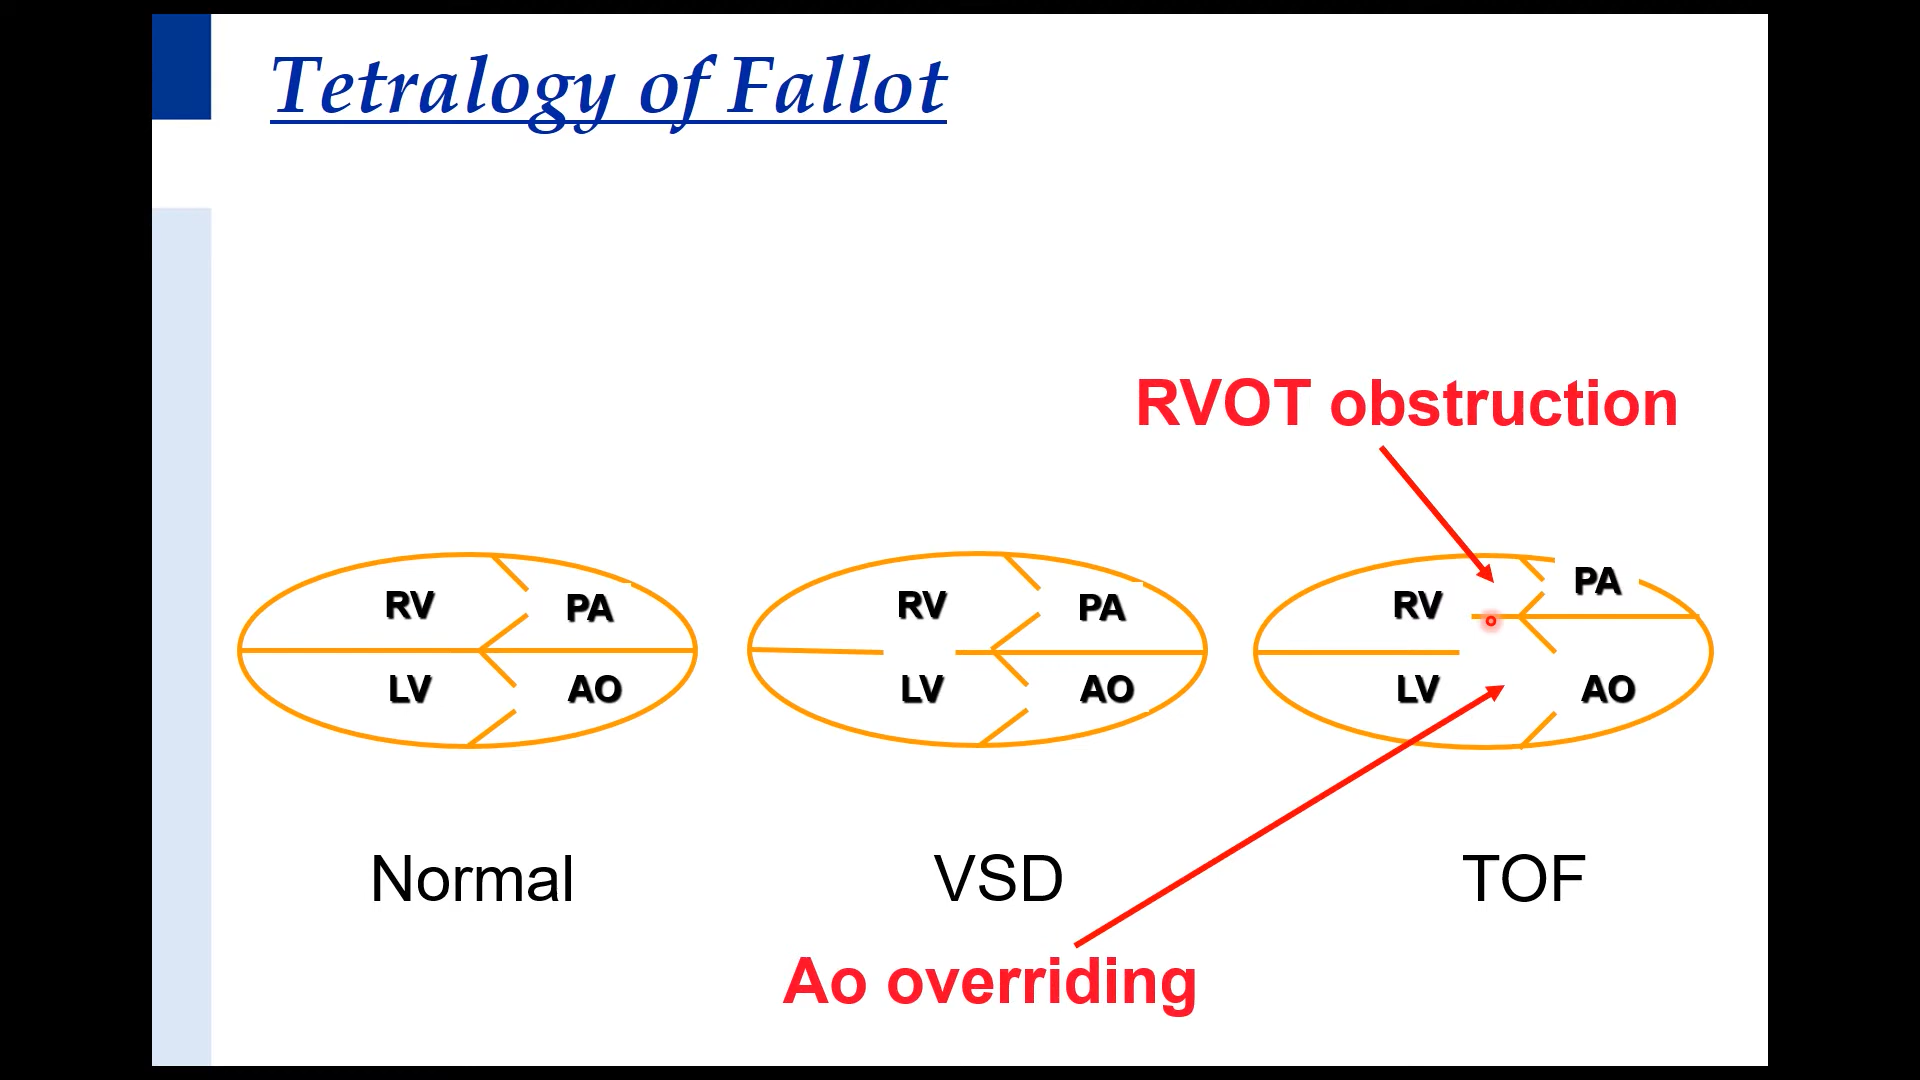 Tetralogy of Fallot
RVOT obstruction
RV PA
LV AO
RV PA
LV AO
RV PA
LV AO
Normal
VSD
TOF
Ao overriding